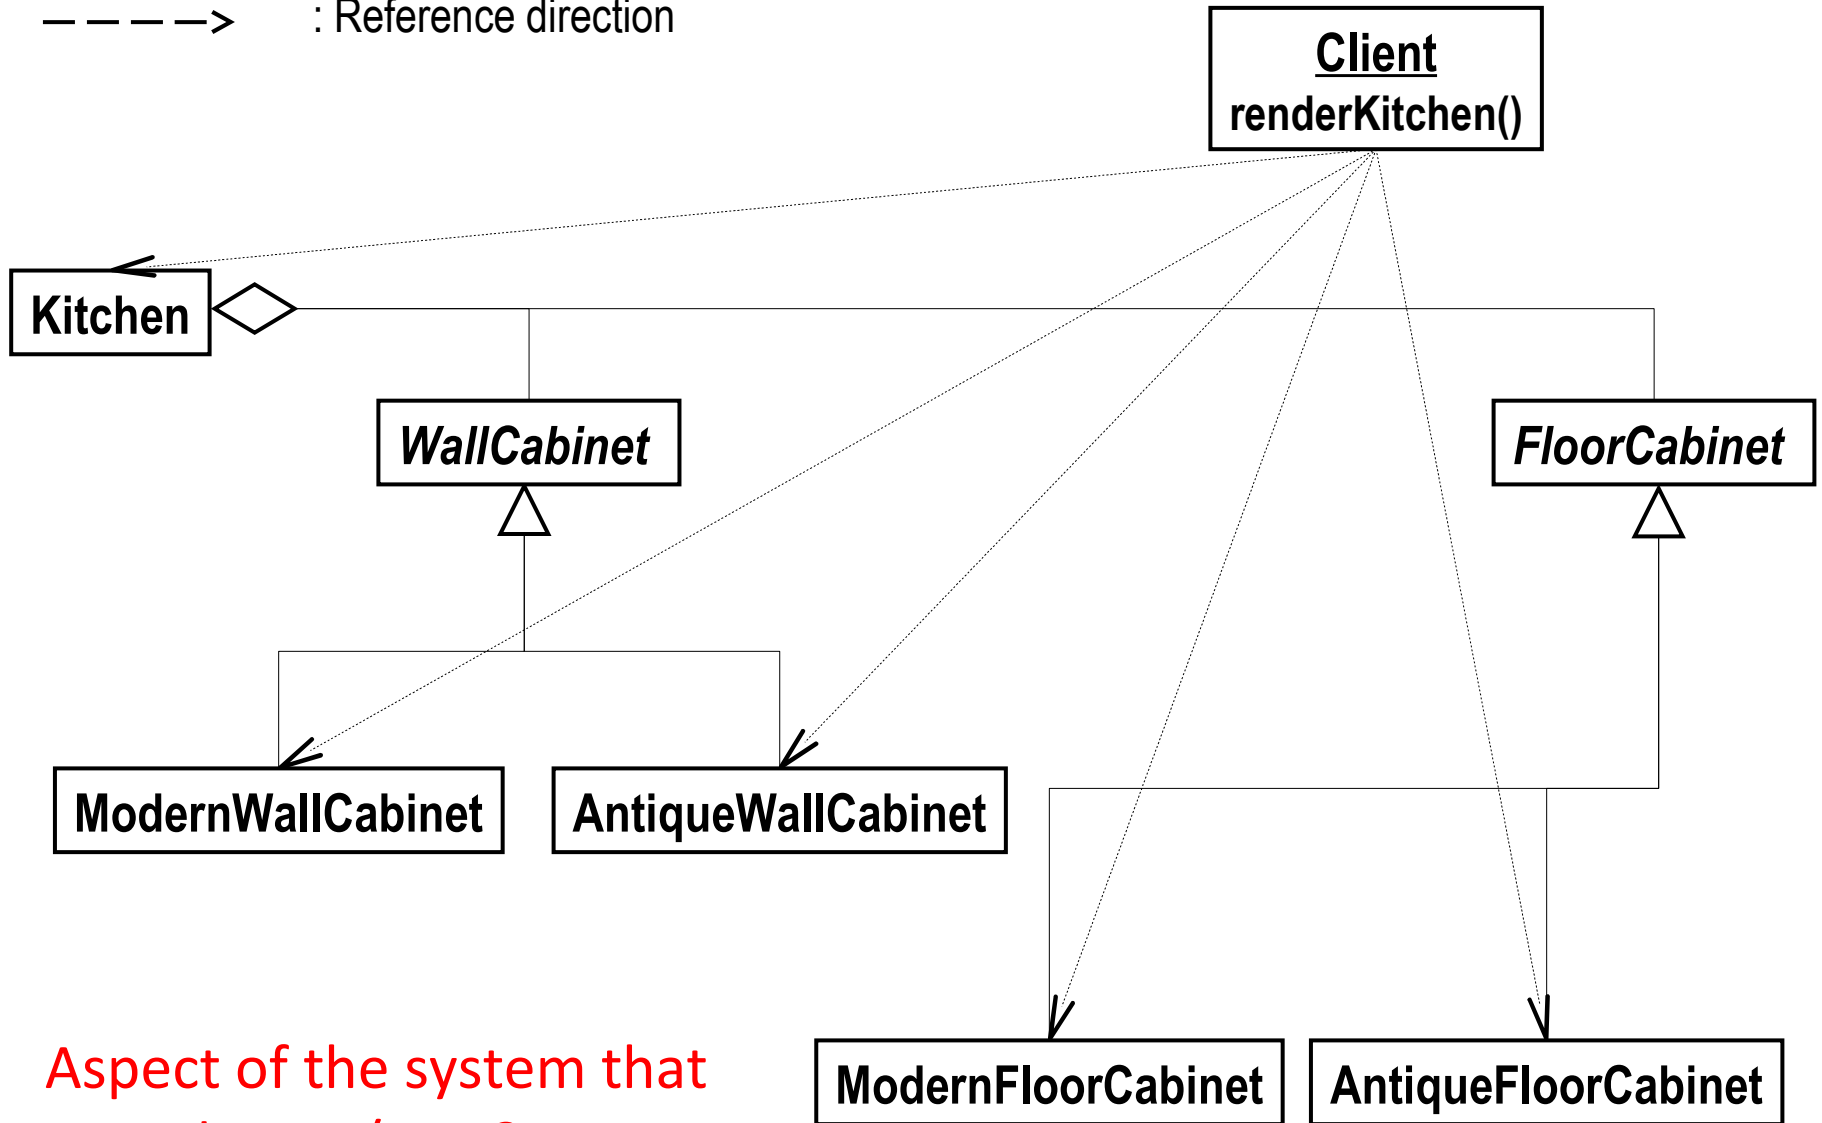 : Reference direction
Client
renderKitchen()
Kitchen
WallCabinet
FloorCabinet
ModernWallCabinet
AntiqueWallCabinet
ModernFloorCabinet
AntiqueFloorCabinet
Aspect of the system that